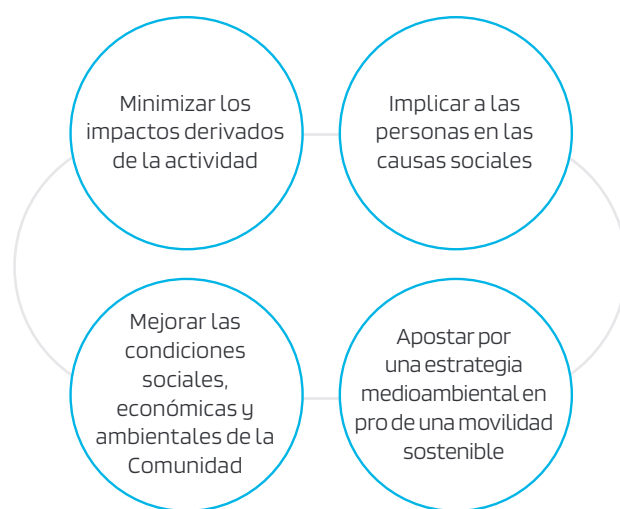 Minimizar los
impactos derivados
de la actividad
Implicar a las
personas en las
causas sociales
Mejorar las
condiciones
sociales,
económicas y
ambientales de la
Comunidad
Apostar por
una estrategia
medioambiental en
pro de una movilidad
sostenible